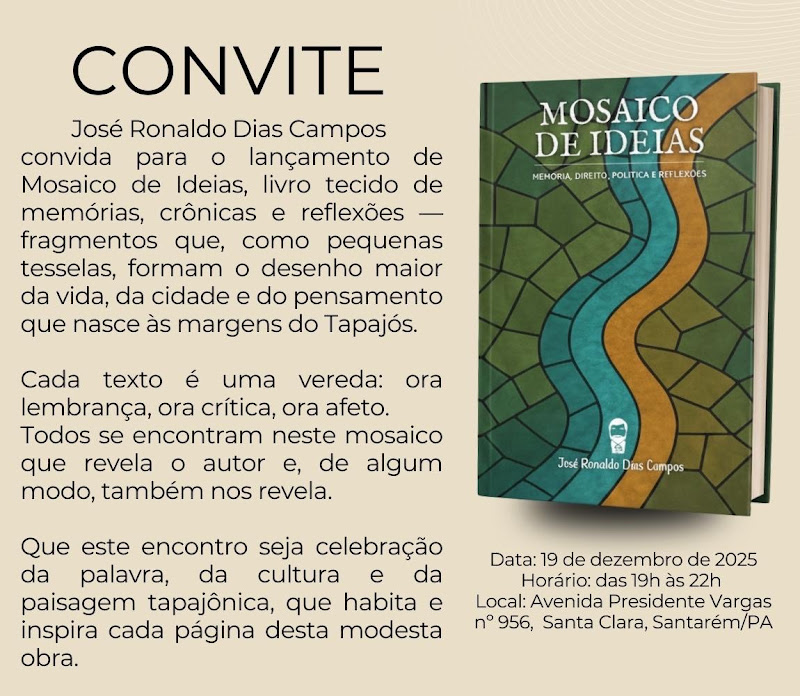 CONVITE
José Ronaldo Dias Campos
convida para o lançamento de
Mosaico de Ideias, livro tecido de
memórias, crônicas e reflexões —
fragmentos que, como pequenas
tesselas, formam o desenho maior
da vida, da cidade e do pensamento
que nasce às margens do Tapajós.
Cada texto é uma vereda: ora
lembrança, ora crítica, ora afeto.
Todos se encontram neste mosaico
que revela o autor e, de algum
modo, também nos revela.
Que este encontro seja celebração
da palavra, da cultura e da
paisagem tapajônica, que habita e
inspira cada página desta modesta
obra.
MOSAICO
DE IDEIAS
MEMÓRIA, DIREITO, POLÍTICA E REFLEXÕES
José Ronaldo Dias Campos
Data: 19 de dezembro de 2025
Horário: das 19h às 22h
Local: Avenida Presidente Vargas
nº 956, Santa Clara, Santarém/PA